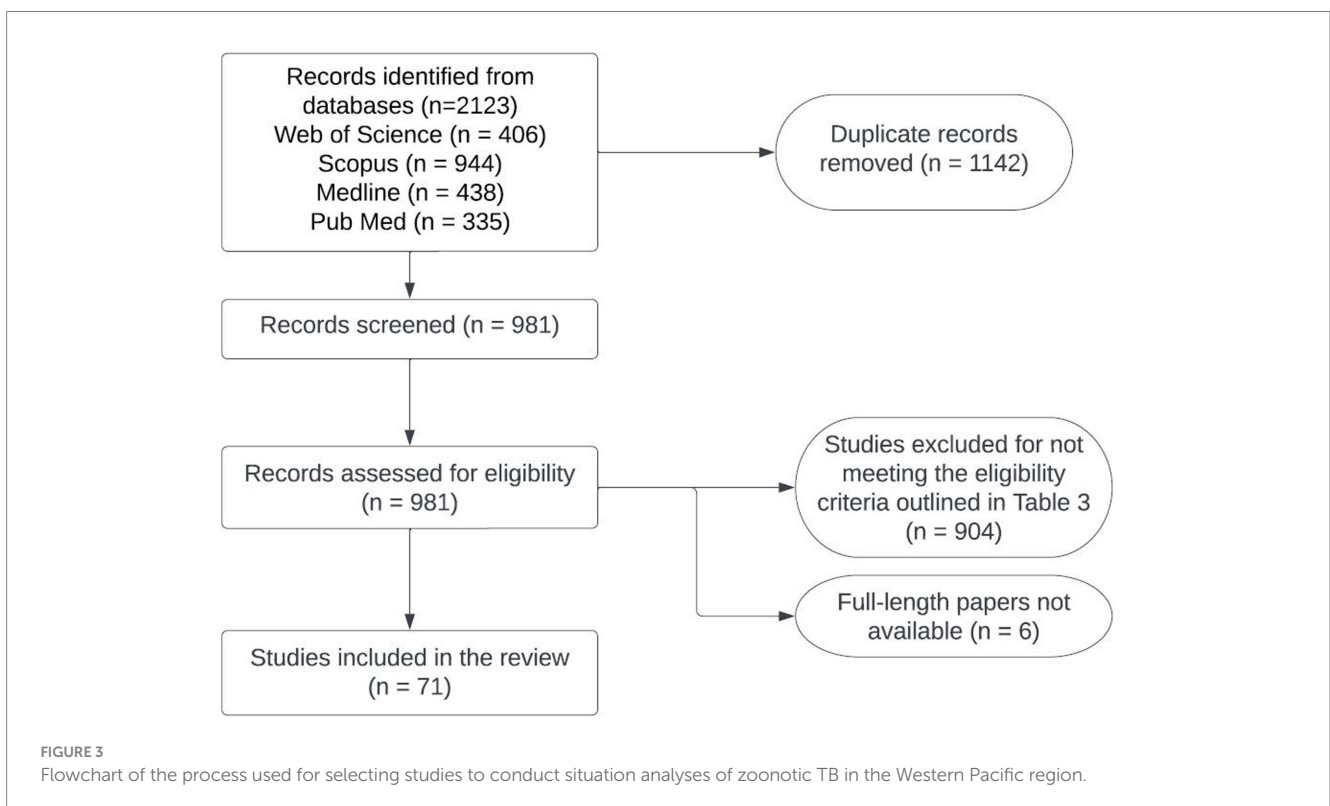 Records identified from
databases (n=2123)
Web of Science (n = 406)
Scopus (n = 944)
Medline (n = 438)
Pub Med (n = 335)
Duplicate records
removed (n = 1142)
Records screened (n = 981)
Records assessed for eligibility
(n = 981)
Studies excluded for not
meeting the eligibility
criteria outlined in Table 3
(n = 904)
Full-length papers not
available (n = 6)
Studies included in the review
(n = 71)
FIGURE 3
Flowchart of the process used for selecting studies to conduct situation analyses of zoonotic TB in the Western Pacific region.